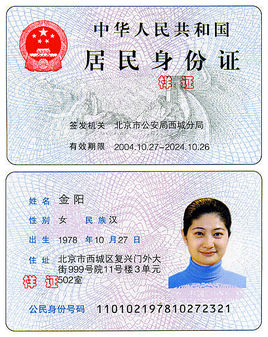 中华人民共和国
居民身份证
样 证
签发机关 北京市公安局西城分局
有效期限 2004.10.27-2024.10.26
姓 名 金阳
性 别 女 民 族 汉
出 生 1978 年 10 月 27 日
住 址 北京市西城区复兴门外大
街999号院11号楼3单元
502室
样 证
公民身份号码 110102197810272321